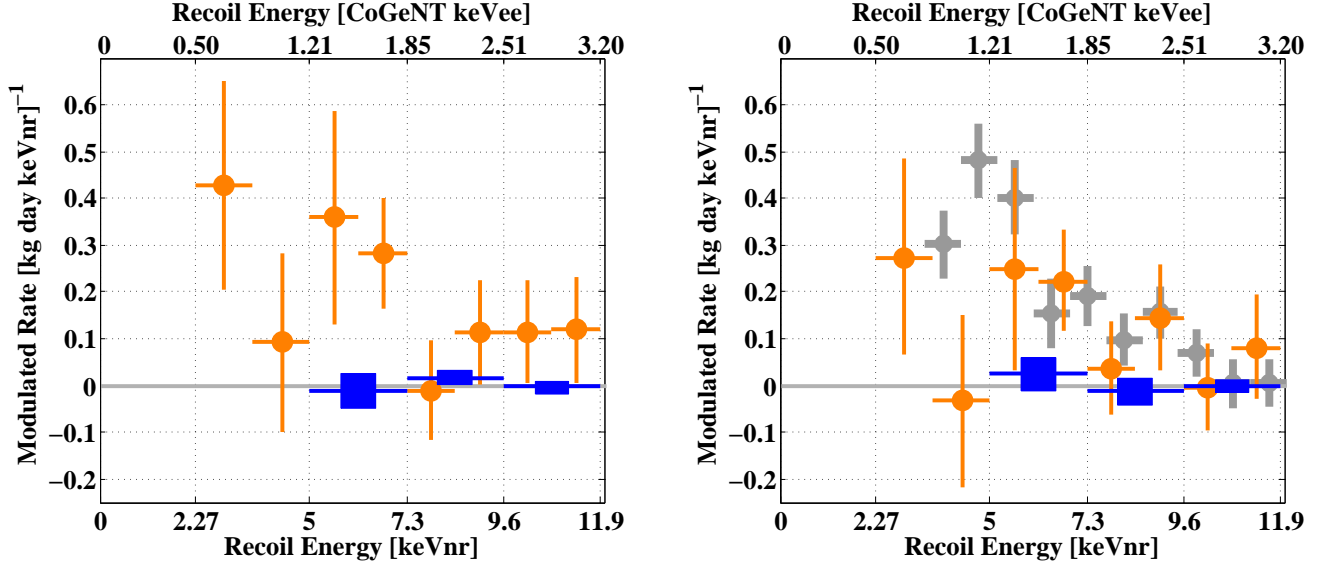 Recoil Energy [CoGeNT keVee]
0 0.50 1.21 1.85 2.51 3.20
Modulated Rate [kg day keVnr]⁻¹
0.6
0.5
0.4
0.3
0.2
0.1
0
−0.1
−0.2
0 2.27 5 7.3 9.6 11.9
Recoil Energy [keVnr]
Recoil Energy [CoGeNT keVee]
0 0.50 1.21 1.85 2.51 3.20
Modulated Rate [kg day keVnr]⁻¹
0.6
0.5
0.4
0.3
0.2
0.1
0
−0.1
−0.2
0 2.27 5 7.3 9.6 11.9
Recoil Energy [keVnr]